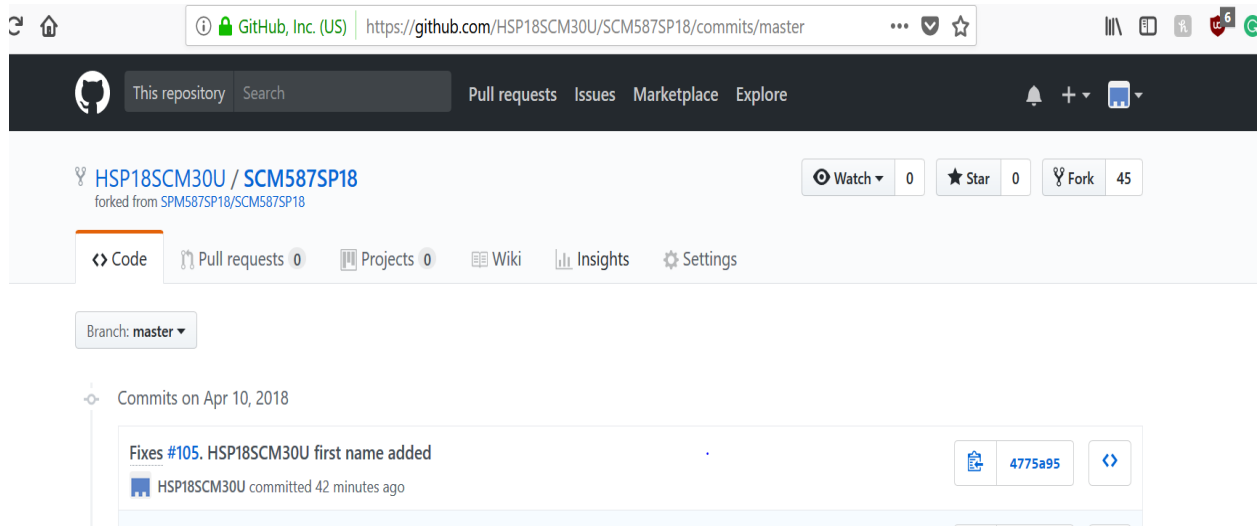 GitHub, Inc. (US) https://github.com/HSP18SCM30U/SCM587SP18/commits/master 6
This repository Search Pull requests Issues Marketplace Explore
HSP18SCM30U / SCM587SP18 Watch 0 Star 0 Fork 45
forked from SPM587SP18/SCM587SP18
Code Pull requests 0 Projects 0 Wiki Insights Settings
Branch: master
Commits on Apr 10, 2018
Fixes #105. HSP18SCM30U first name added 4775a95
HSP18SCM30U committed 42 minutes ago